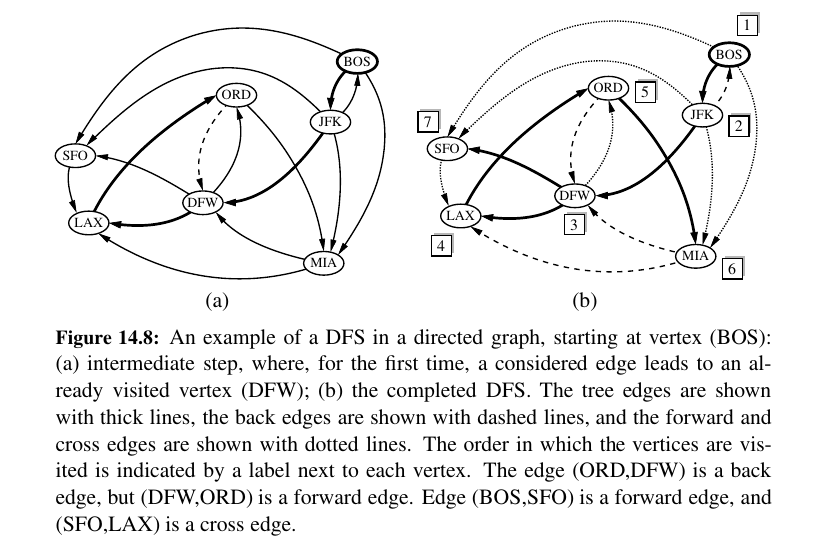 BOS
ORD
JFK
SFO
DFW
LAX
MIA
(a)
1
BOS
ORD
5
JFK
2
7
SFO
DFW
3
LAX
4
MIA
6
(b)
Figure 14.8: An example of a DFS in a directed graph, starting at vertex (BOS):
(a) intermediate step, where, for the first time, a considered edge leads to an al-
ready visited vertex (DFW); (b) the completed DFS. The tree edges are shown
with thick lines, the back edges are shown with dashed lines, and the forward and
cross edges are shown with dotted lines. The order in which the vertices are vis-
ited is indicated by a label next to each vertex. The edge (ORD,DFW) is a back
edge, but (DFW,ORD) is a forward edge. Edge (BOS,SFO) is a forward edge, and
(SFO,LAX) is a cross edge.